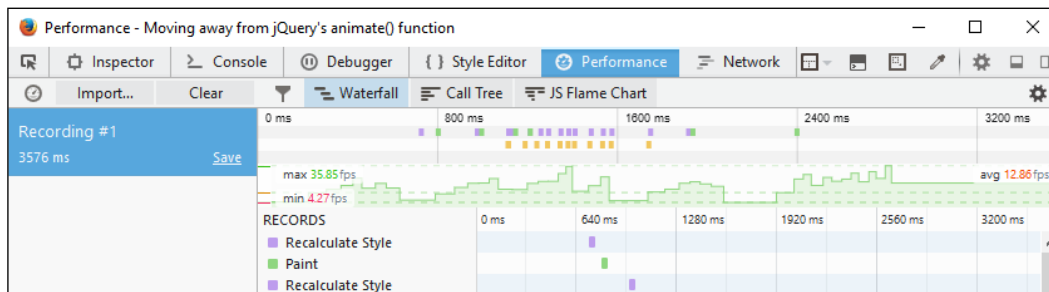 Performance - Moving away from jQuery's animate() function
Inspector Console Debugger { } Style Editor Performance Network
Import... Clear Waterfall Call Tree JS Flame Chart
Recording #1
3576 ms Save
0 ms 800 ms 1600 ms 2400 ms 3200 ms
max 35.85 fps avg 12.86 fps
min 4.27 fps
RECORDS 0 ms 640 ms 1280 ms 1920 ms 2560 ms 3200 ms
Recalculate Style
Paint
Recalculate Style